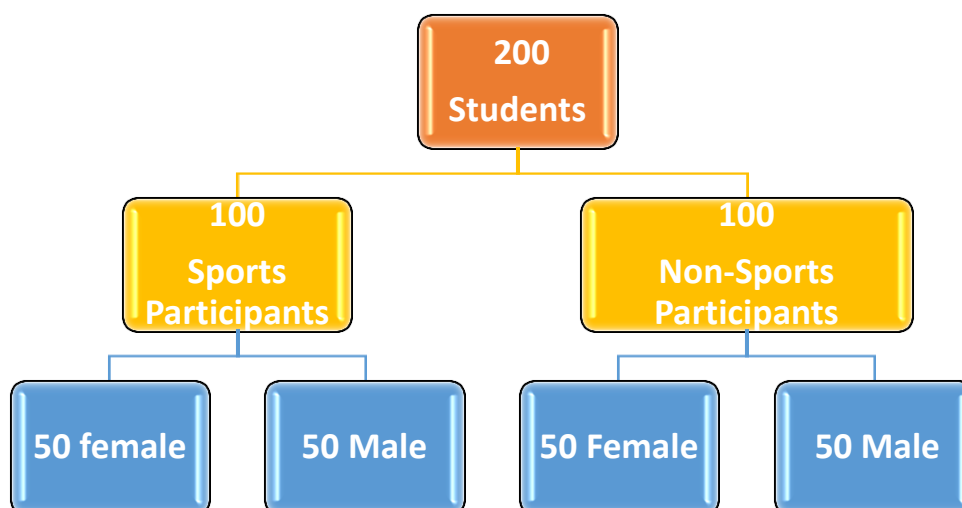 200
Students
100
Sports
Participants
100
Non-Sports
Participants
50 female
50 Male
50 Female
50 Male